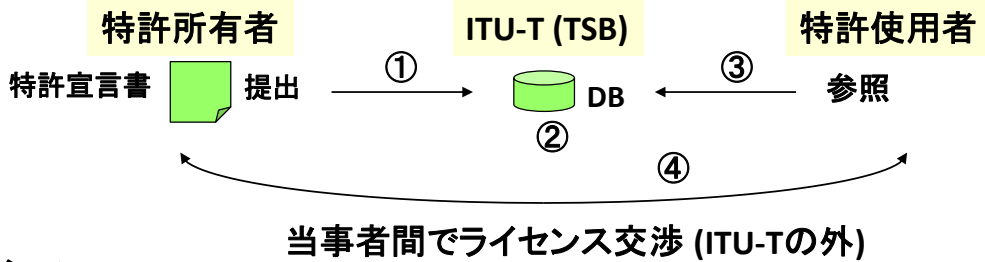 特許所有者
ITU-T (TSB)
特許使用者
特許宣言書 提出 ① DB ③ 参照
②
④
当事者間でライセンス交渉 (ITU-Tの外)